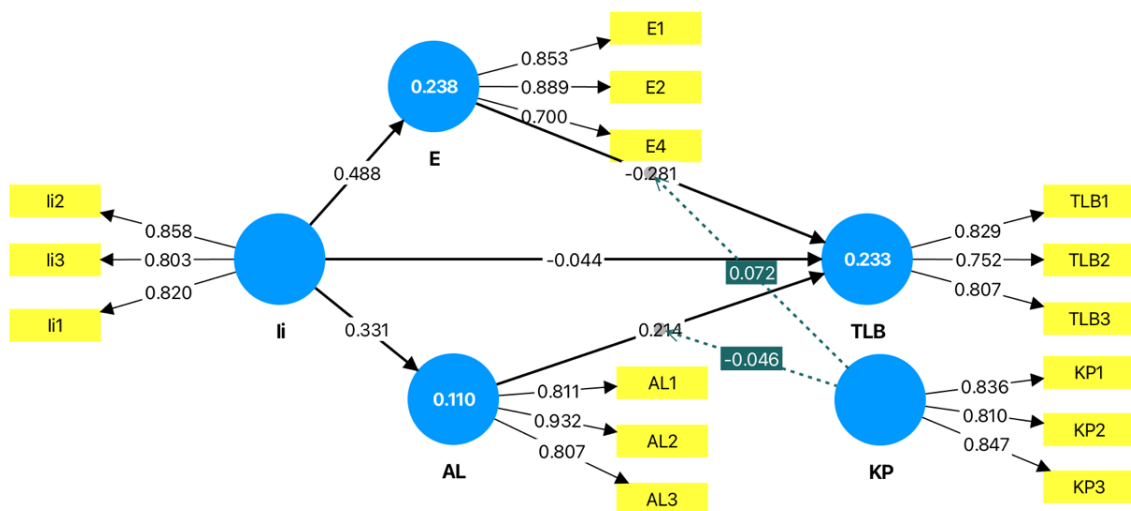 E1
0.853
0.238
0.889
E2
0.700
E4
E
0.488
-0.281
Ii2
0.858
Ii3
0.803
Ii1
0.820
Ii
-0.044
0.072
TLB1
0.829
0.233
0.752
TLB2
0.807
TLB3
TLB
0.331
0.214
-0.046
0.110
0.811
AL1
0.932
AL2
0.807
AL3
AL
0.836
KP1
0.810
KP2
0.847
KP3
KP